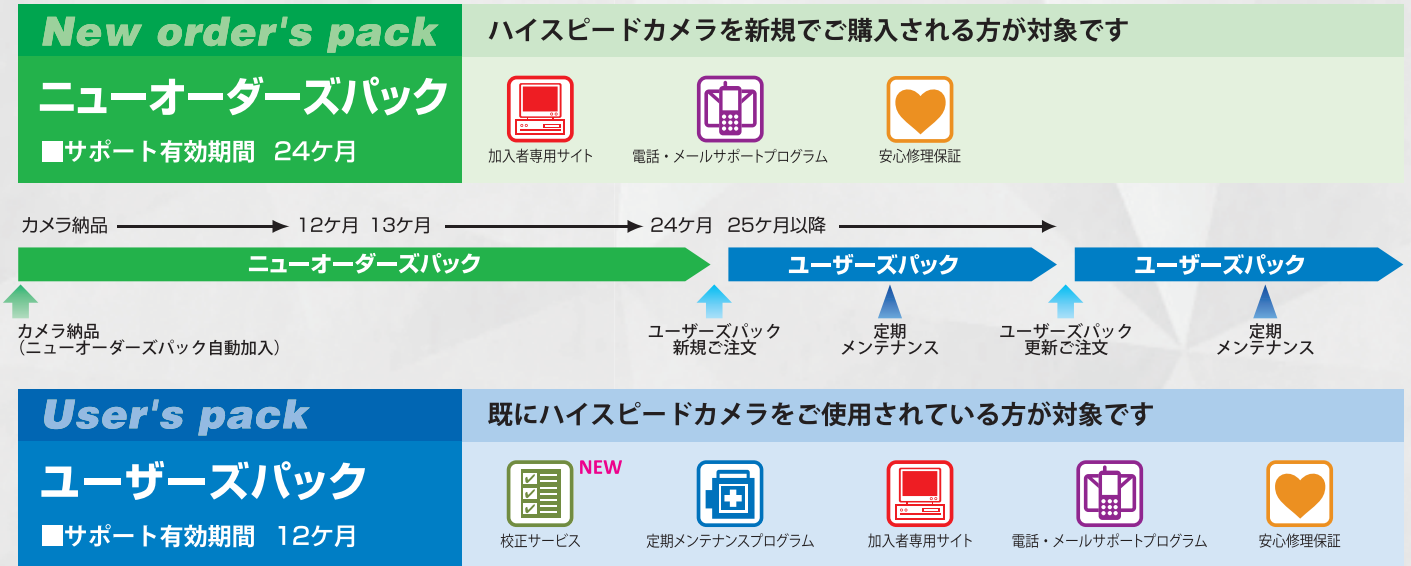 New order's pack
ハイスピードカメラを新規でご購入される方が対象です
ニューオーダーズパック
■サポート有効期間 24ケ月
加入者専用サイト
電話・メールサポートプログラム
安心修理保証
カメラ納品
12ケ月
13ケ月
24ケ月
25ケ月以降
ニューオーダーズパック
ユーザーズパック
ユーザーズパック
カメラ納品
（ニューオーダーズパック自動加入）
ユーザーズパック
新規ご注文
定期
メンテナンス
ユーザーズパック
更新ご注文
定期
メンテナンス
User's pack
既にハイスピードカメラをご使用されている方が対象です
ユーザーズパック
■サポート有効期間 12ケ月
NEW
校正サービス
定期メンテナンスプログラム
加入者専用サイト
電話・メールサポートプログラム
安心修理保証